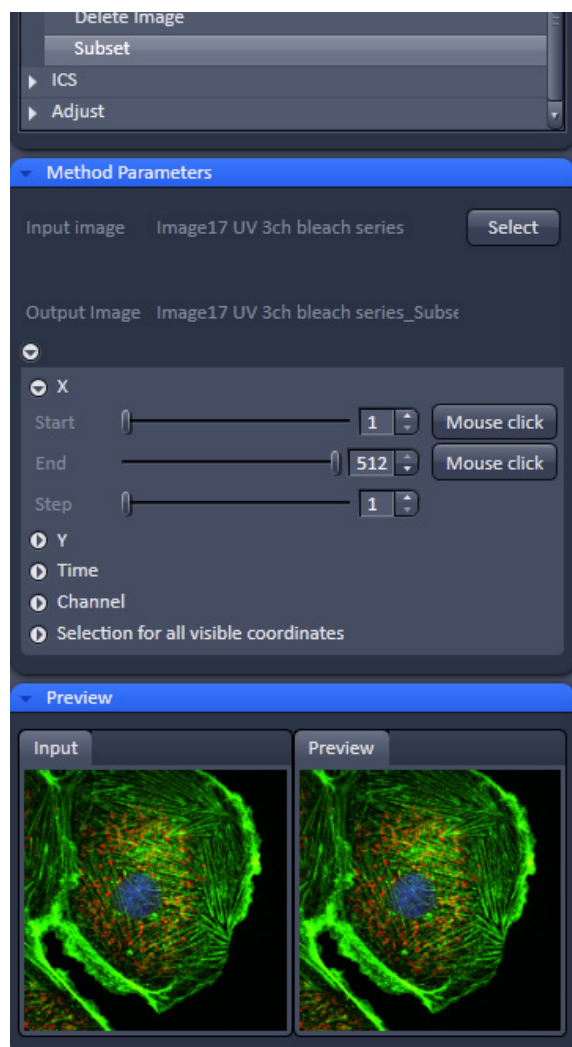 Delete Image
Subset
ICS
Adjust
Method Parameters
Input image Image17 UV 3ch bleach series Select
Output Image Image17 UV 3ch bleach series_Subse
X
Start 1 Mouse click
End 512 Mouse click
Step 1
Y
Time
Channel
Selection for all visible coordinates
Preview
Input Preview